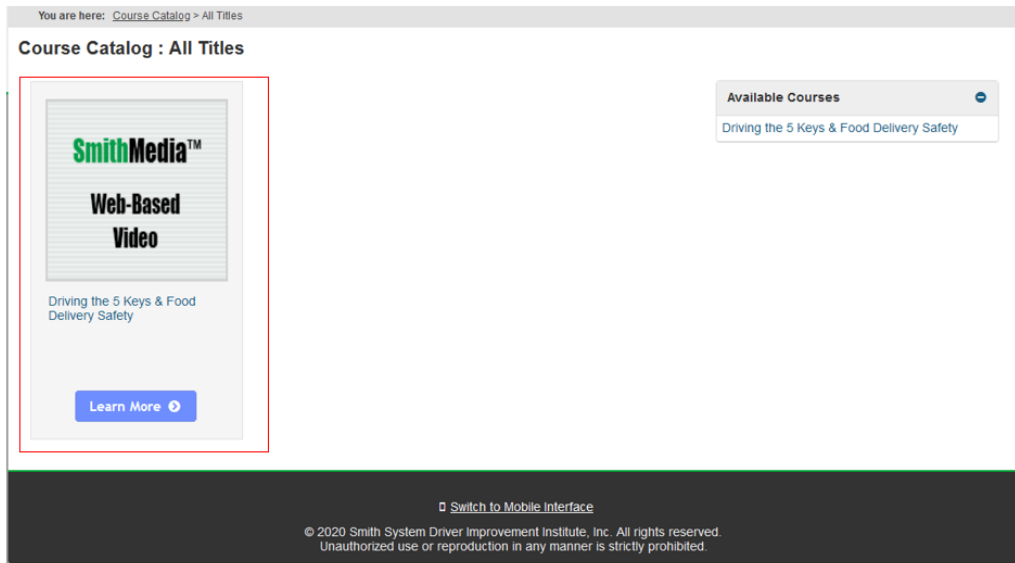 You are here: Course Catalog > All Titles
Course Catalog : All Titles
SmithMedia™
Web-Based
Video
Driving the 5 Keys & Food
Delivery Safety
Learn More
Available Courses
Driving the 5 Keys & Food Delivery Safety
Switch to Mobile Interface
© 2020 Smith System Driver Improvement Institute, Inc. All rights reserved.
Unauthorized use or reproduction in any manner is strictly prohibited.